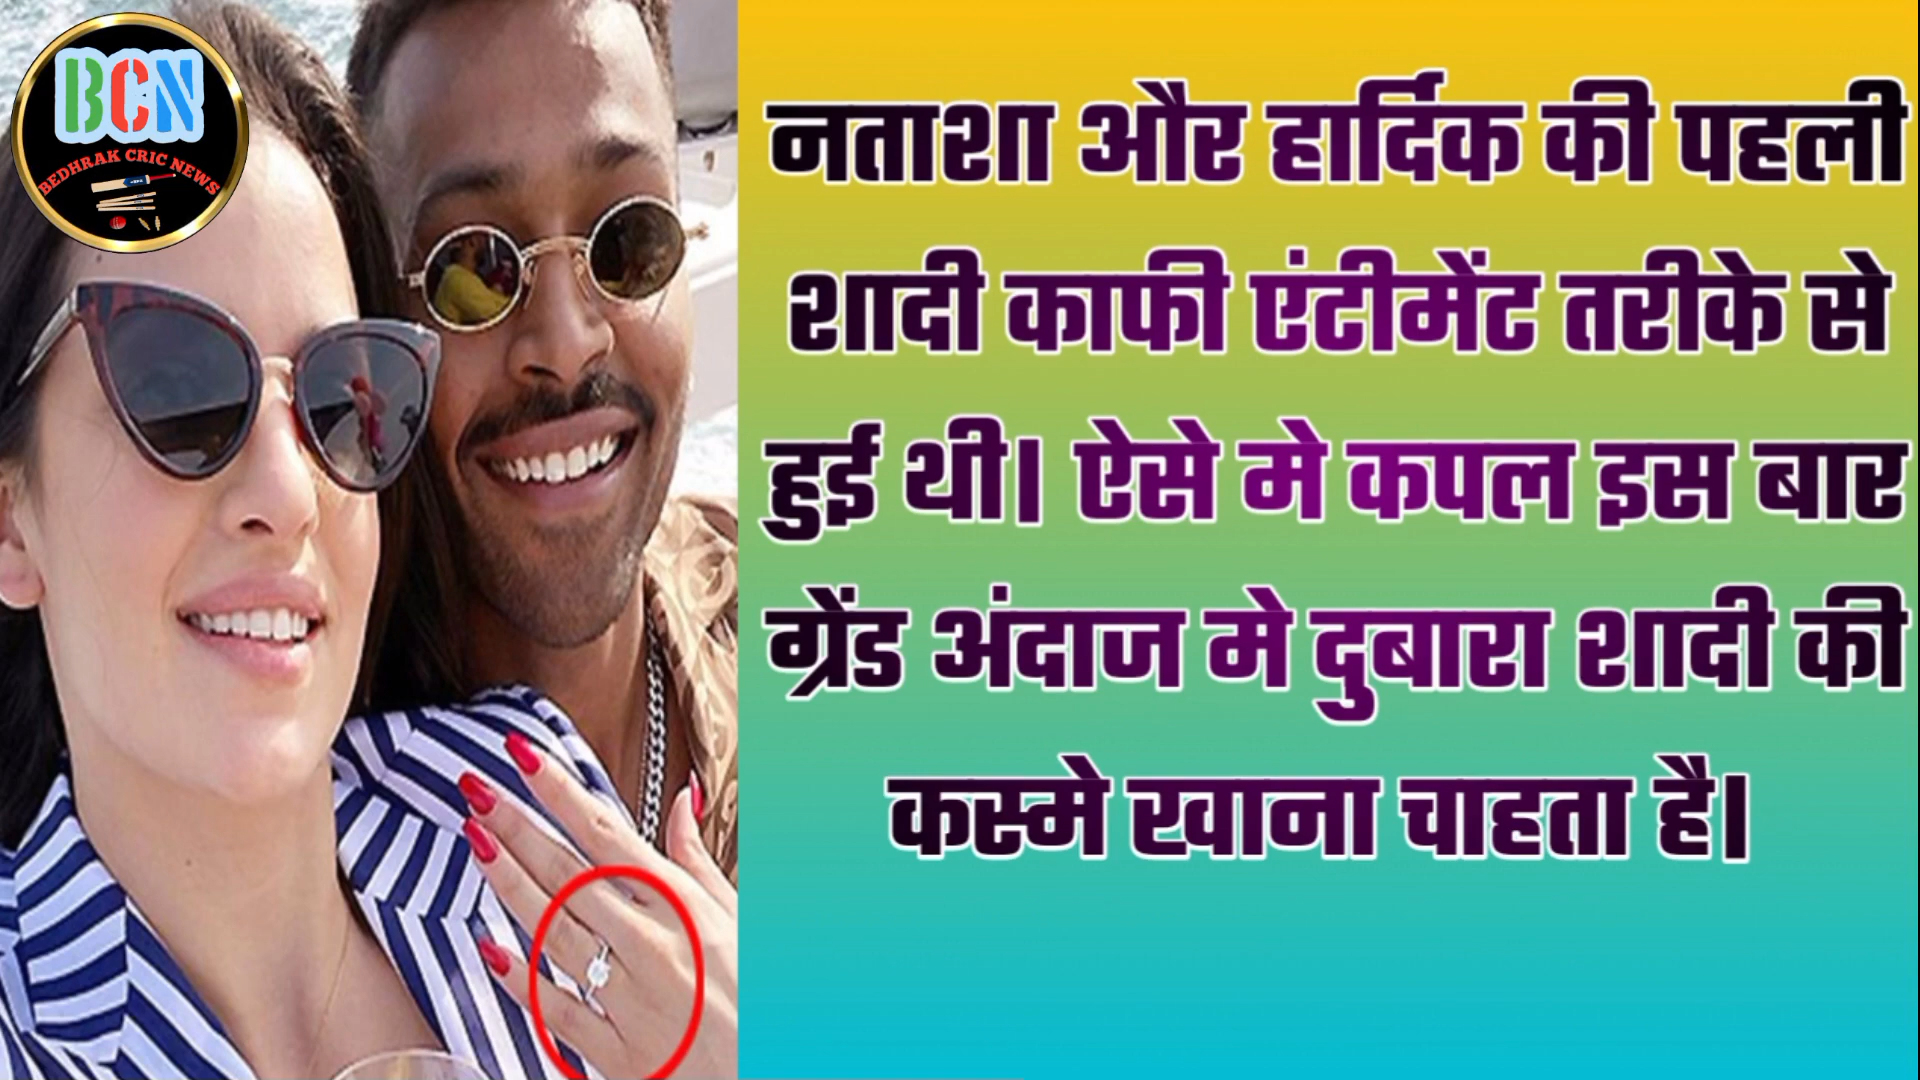 BCN
BEDHRAK CRIC NEWS
नताशा और हार्दिक की पहली
शादी काफी एंटीमेंट तरीके से
हुई थी। ऐसे मे कपल इस बार
ग्रेंड अंदाज मे दुबारा शादी की
कस्मे खाना चाहता है।